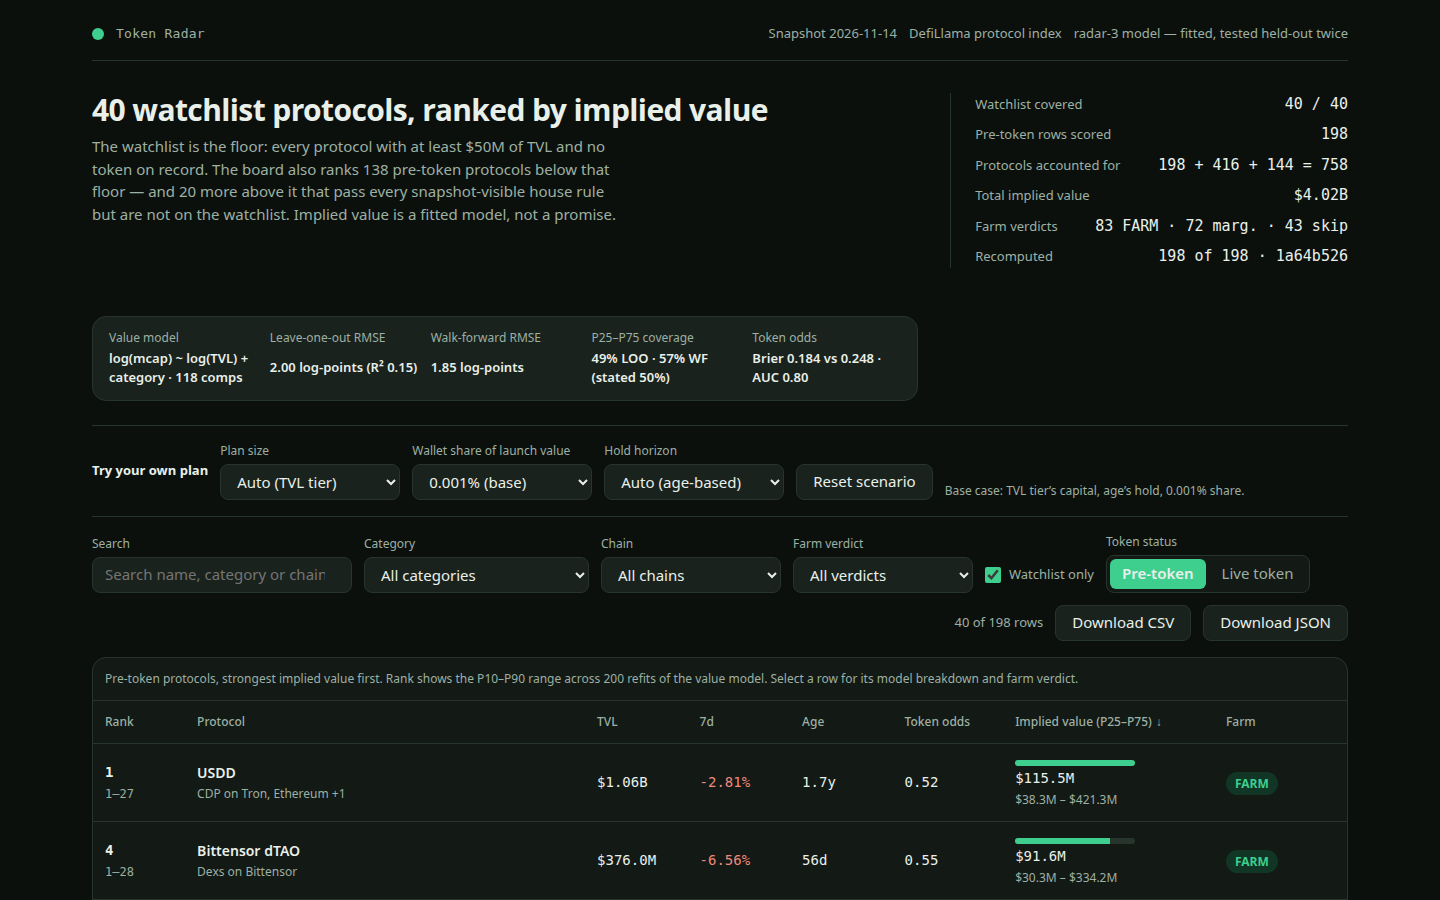 Token Radar
Snapshot 2026-11-14 DefiLlama protocol index radar-3 model — fitted, tested held-out twice
40 watchlist protocols, ranked by implied value
The watchlist is the floor: every protocol with at least $50M of TVL and no
token on record. The board also ranks 138 pre-token protocols below that
floor — and 20 more above it that pass every snapshot-visible house rule
but are not on the watchlist. Implied value is a fitted model, not a promise.
Watchlist covered 40 / 40
Pre-token rows scored 198
Protocols accounted for 198 + 416 + 144 = 758
Total implied value $4.02B
Farm verdicts 83 FARM · 72 marg. · 43 skip
Recomputed 198 of 198 · 1a64b526
Value model
log(mcap) ~ log(TVL) +
category · 118 comps
Leave-one-out RMSE
2.00 log-points (R² 0.15)
Walk-forward RMSE
1.85 log-points
P25–P75 coverage
49% LOO · 57% WF
(stated 50%)
Token odds
Brier 0.184 vs 0.248 ·
AUC 0.80
Try your own plan
Plan size
Auto (TVL tier)
Wallet share of launch value
0.001% (base)
Hold horizon
Auto (age-based)
Reset scenario
Base case: TVL tier's capital, age's hold, 0.001% share.
Search
Search name, category or chain
Category
All categories
Chain
All chains
Farm verdict
All verdicts
Watchlist only
Token status
Pre-token Live token
40 of 198 rows Download CSV Download JSON
Pre-token protocols, strongest implied value first. Rank shows the P10–P90 range across 200 refits of the value model. Select a row for its model breakdown and farm verdict.
Rank Protocol TVL 7d Age Token odds Implied value (P25–P75) ↓ Farm
1 USDD $1.06B -2.81% 1.7y 0.52 $115.5M FARM
1–27 CDP on Tron, Ethereum +1 $38.3M – $421.3M
4 Bittensor dTAO $376.0M -6.56% 56d 0.55 $91.6M FARM
1–28 Dexs on Bittensor $30.3M – $334.2M